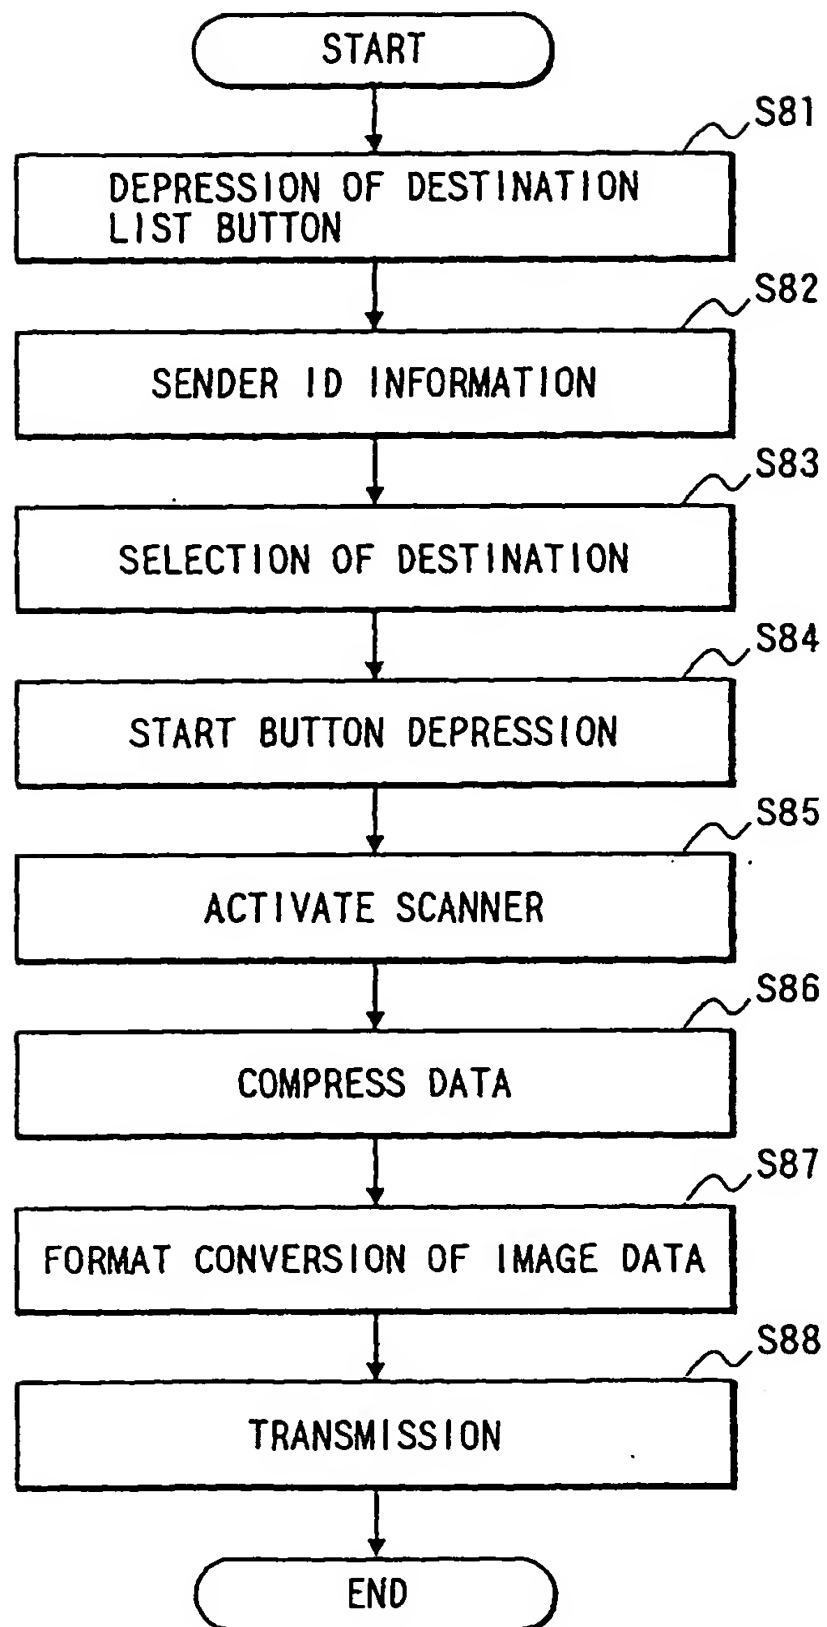 START
S81
DEPRESSION OF DESTINATION
LIST BUTTON
S82
SENDER ID INFORMATION
S83
SELECTION OF DESTINATION
S84
START BUTTON DEPRESSION
S85
ACTIVATE SCANNER
S86
COMPRESS DATA
S87
FORMAT CONVERSION OF IMAGE DATA
S88
TRANSMISSION
END